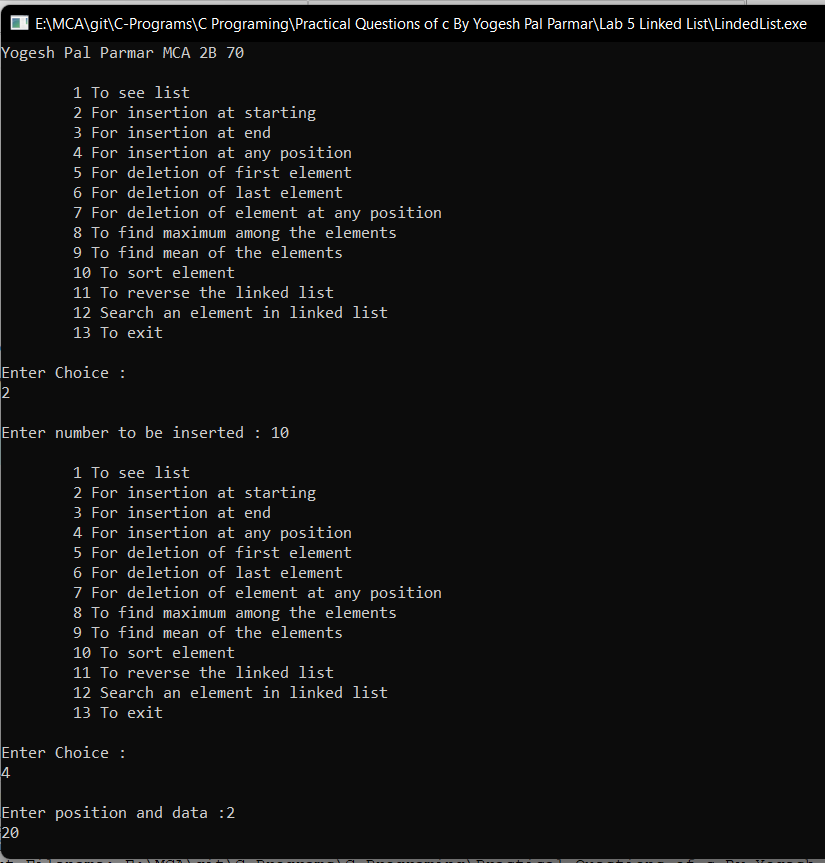 E:\MCA\git\C-Programs\C Programing\Practical Questions of c By Yogesh Pal Parmar\Lab 5 Linked List\LindedList.exe
Yogesh Pal Parmar MCA 2B 70
1 To see list
2 For insertion at starting
3 For insertion at end
4 For insertion at any position
5 For deletion of first element
6 For deletion of last element
7 For deletion of element at any position
8 To find maximum among the elements
9 To find mean of the elements
10 To sort element
11 To reverse the linked list
12 Search an element in linked list
13 To exit
Enter Choice :
2
Enter number to be inserted : 10
1 To see list
2 For insertion at starting
3 For insertion at end
4 For insertion at any position
5 For deletion of first element
6 For deletion of last element
7 For deletion of element at any position
8 To find maximum among the elements
9 To find mean of the elements
10 To sort element
11 To reverse the linked list
12 Search an element in linked list
13 To exit
Enter Choice :
4
Enter position and data :2
20